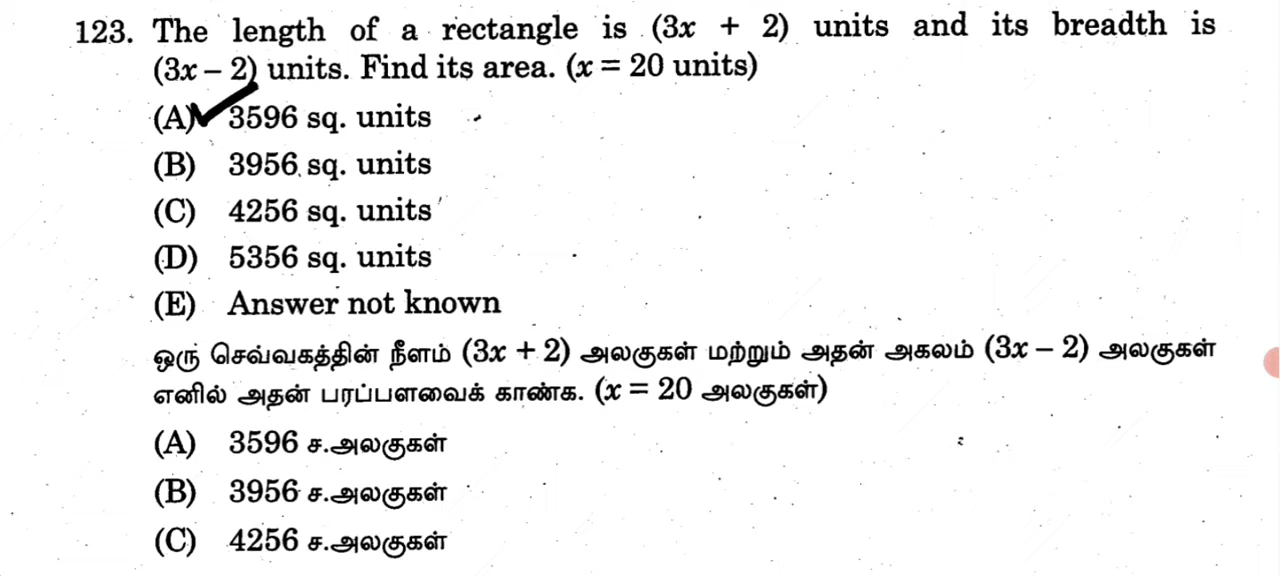 123. The length of a rectangle is (3x + 2) units and its breadth is
(3x – 2) units. Find its area. (x = 20 units)
(A) 3596 sq. units
(B) 3956 sq. units
(C) 4256 sq. units
(D) 5356 sq. units
(E) Answer not known
ஒரு செவ்வகத்தின் நீளம் (3x + 2) அலகுகள் மற்றும் அதன் அகலம் (3x – 2) அலகுகள்
எனில் அதன் பரப்பளவைக் காண்க. (x = 20 அலகுகள்)
(A) 3596 ச.அலகுகள்
(B) 3956 ச.அலகுகள்
(C) 4256 ச.அலகுகள்